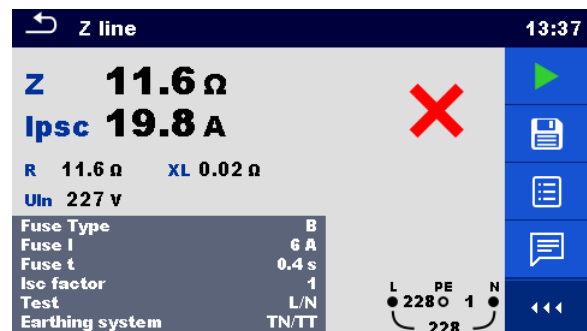 Z line 13:37
Z 11.6 Ω
Ipsc 19.8 A
R 11.6 Ω XL 0.02 Ω
Uln 227 V
Fuse Type B
Fuse I 6 A
Fuse t 0.4 s
Isc factor 1
Test L/N
Earthing system TN/TT
L PE N
228 1
228